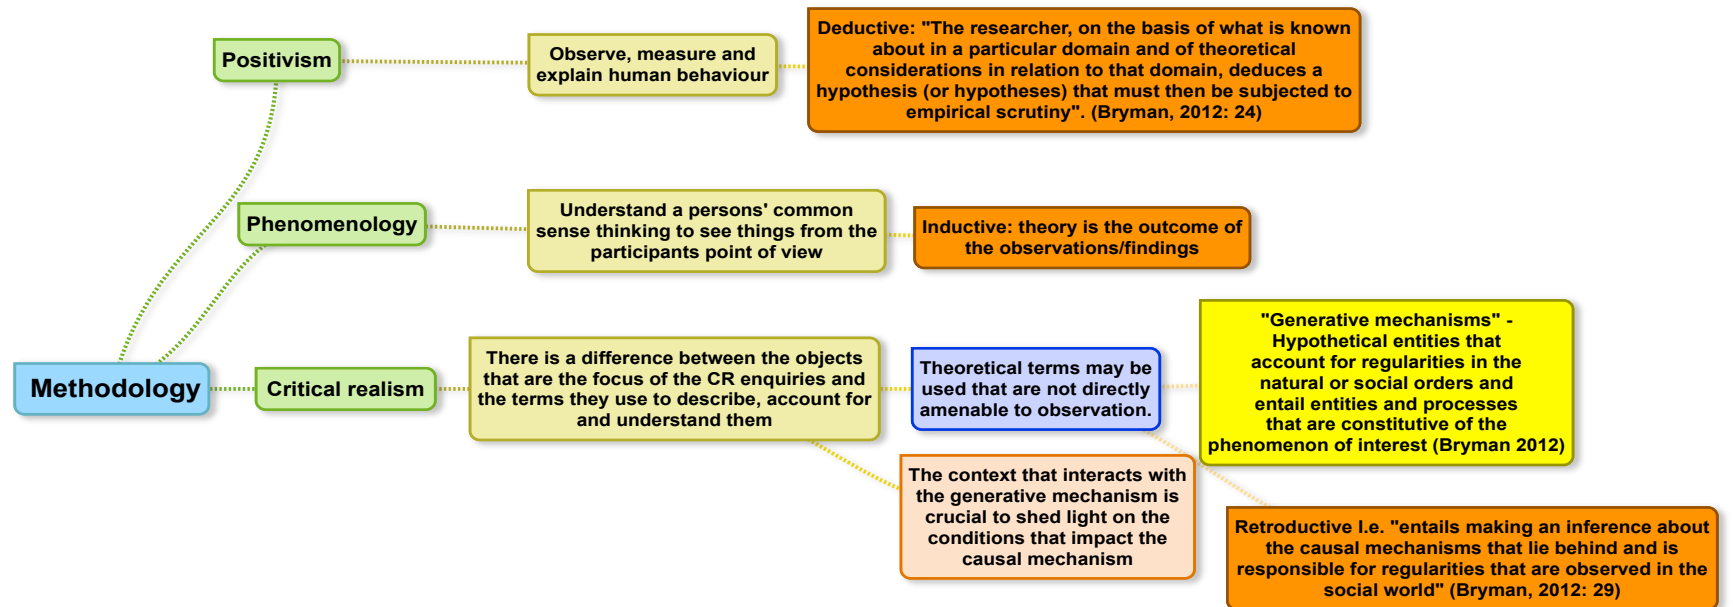 Positivism
Observe, measure and
explain human behaviour
Deductive: "The researcher, on the basis of what is known
about in a particular domain and of theoretical
considerations in relation to that domain, deduces a
hypothesis (or hypotheses) that must then be subjected to
empirical scrutiny". (Bryman, 2012: 24)
Phenomenology
Understand a persons' common
sense thinking to see things from the
participants point of view
Inductive: theory is the outcome of
the observations/findings
Methodology
Critical realism
There is a difference between the objects
that are the focus of the CR enquiries and
the terms they use to describe, account for
and understand them
Theoretical terms may be
used that are not directly
amenable to observation.
"Generative mechanisms" -
Hypothetical entities that
account for regularities in the
natural or social orders and
entail entities and processes
that are constitutive of the
phenomenon of interest (Bryman 2012)
The context that interacts with
the generative mechanism is
crucial to shed light on the
conditions that impact the
causal mechanism
Retroductive I.e. "entails making an inference about
the causal mechanisms that lie behind and is
responsible for regularities that are observed in the
social world" (Bryman, 2012: 29)